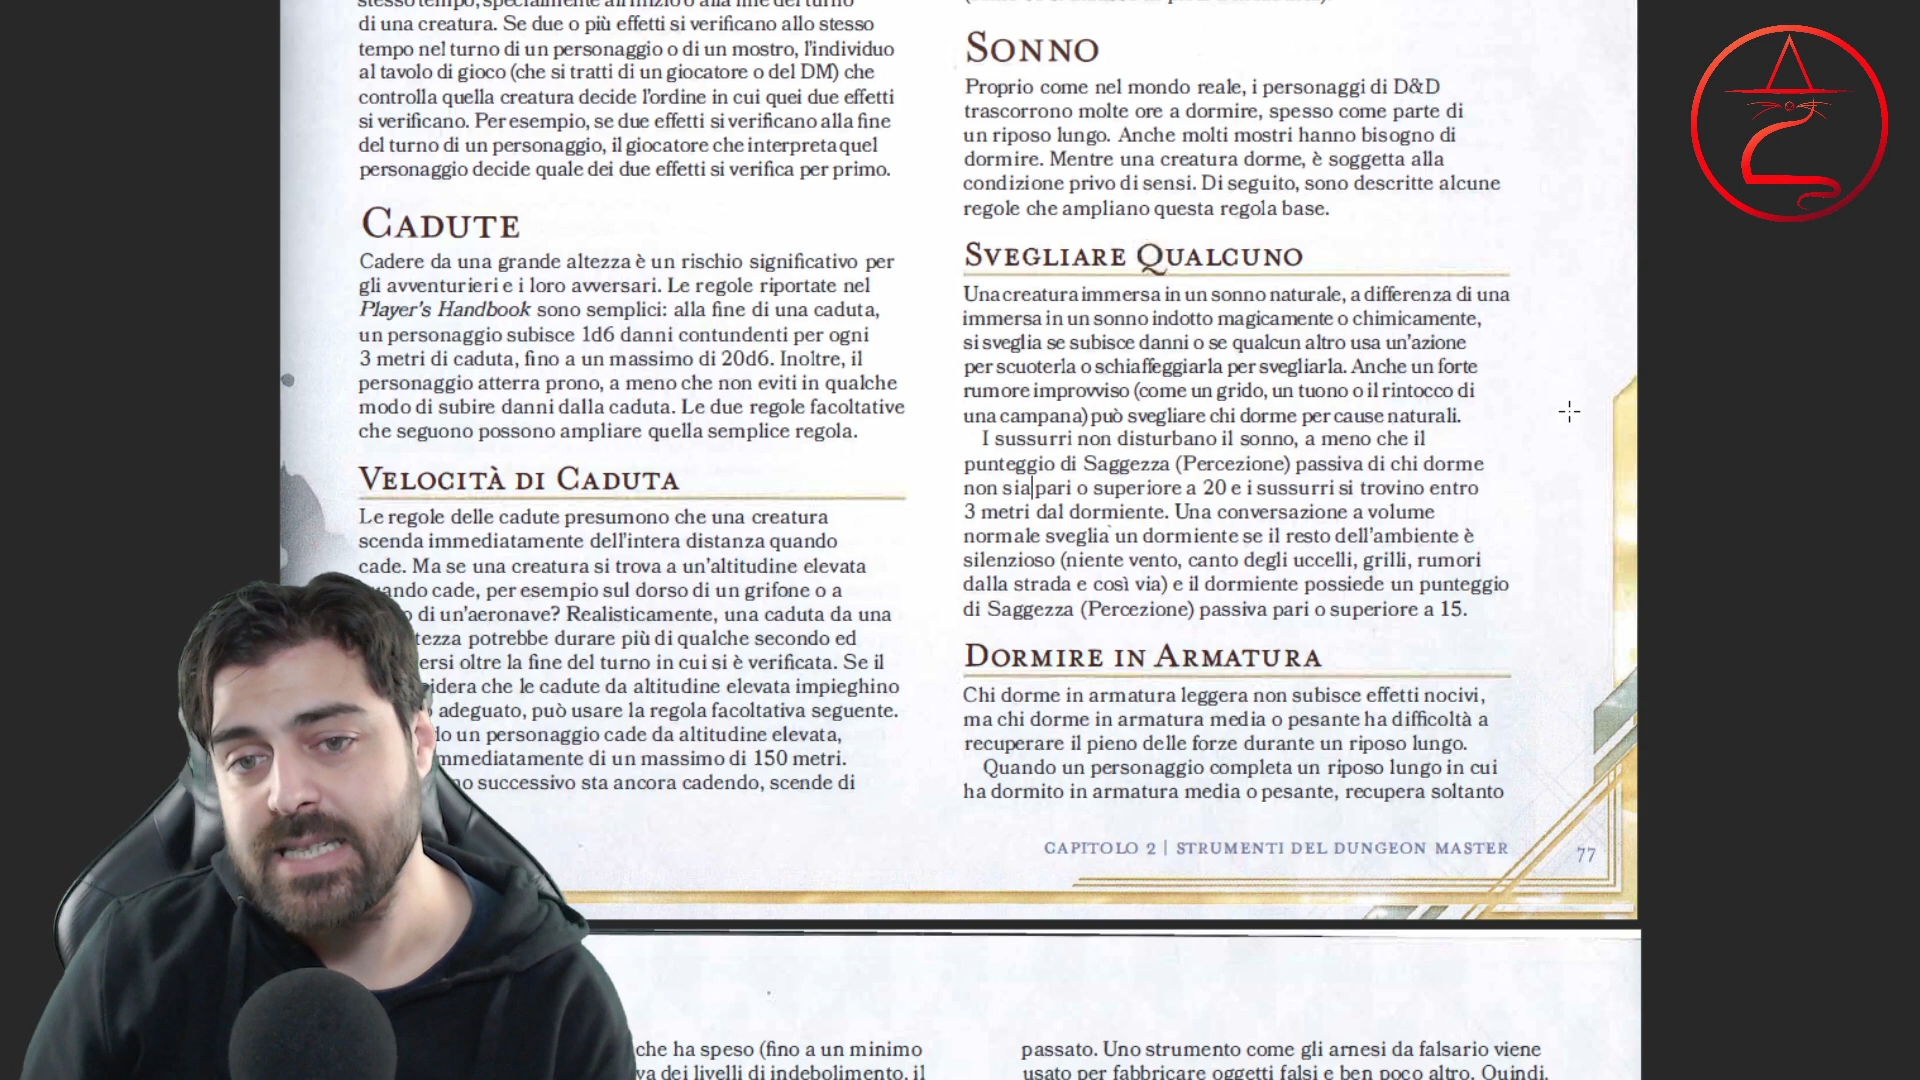 di una creatura. Se due o più effetti si verificano allo stesso
tempo nel turno di un personaggio o di un mostro, l'individuo
al tavolo di gioco (che si tratti di un giocatore o del DM) che
controlla quella creatura decide l'ordine in cui quei due effetti
si verificano. Per esempio, se due effetti si verificano alla fine
del turno di un personaggio, il giocatore che interpreta quel
personaggio decide quale dei due effetti si verifica per primo.
CADUTE
Cadere da una grande altezza è un rischio significativo per
gli avventurieri e i loro avversari. Le regole riportate nel
Player's Handbook sono semplici: alla fine di una caduta,
un personaggio subisce 1d6 danni contundenti per ogni
3 metri di caduta, fino a un massimo di 20d6. Inoltre, il
personaggio atterra prono, a meno che non eviti in qualche
modo di subire danni dalla caduta. Le due regole facoltative
che seguono possono ampliare quella semplice regola.
VELOCITÀ DI CADUTA
Le regole delle cadute presumono che una creatura
scenda immediatamente dell'intera distanza quando
cade. Ma se una creatura si trova a un'altitudine elevata
quando cade, per esempio sul dorso di un grifone o a
di un'aeronave? Realisticamente, una caduta da una
potrebbe durare più di qualche secondo ed
oltre la fine del turno in cui si è verificata. Se il
che le cadute da altitudine elevata impieghino
adeguato, può usare la regola facoltativa seguente.
un personaggio cade da altitudine elevata,
immediatamente di un massimo di 150 metri.
successivo sta ancora cadendo, scende di
SONNO
Proprio come nel mondo reale, i personaggi di D&D
trascorrono molte ore a dormire, spesso come parte di
un riposo lungo. Anche molti mostri hanno bisogno di
dormire. Mentre una creatura dorme, è soggetta alla
condizione privo di sensi. Di seguito, sono descritte alcune
regole che ampliano questa regola base.
SVEGLIARE QUALCUNO
Una creatura immersa in un sonno naturale, a differenza di una
immersa in un sonno indotto magicamente o chimicamente,
si sveglia se subisce danni o se qualcun altro usa un'azione
per scuoterla o schiaffeggiarla per svegliarla. Anche un forte
rumore improvviso (come un grido, un tuono o il rintocco di
una campana) può svegliare chi dorme per cause naturali.
I sussurri non disturbano il sonno, a meno che il
punteggio di Saggezza (Percezione) passiva di chi dorme
non sia pari o superiore a 20 e i sussurri si trovino entro
3 metri dal dormiente. Una conversazione a volume
normale sveglia un dormiente se il resto dell'ambiente è
silenzioso (niente vento, canto degli uccelli, grilli, rumori
dalla strada e così via) e il dormiente possiede un punteggio
di Saggezza (Percezione) passiva pari o superiore a 15.
DORMIRE IN ARMATURA
Chi dorme in armatura leggera non subisce effetti nocivi,
ma chi dorme in armatura media o pesante ha difficoltà a
recuperare il pieno delle forze durante un riposo lungo.
Quando un personaggio completa un riposo lungo in cui
ha dormito in armatura media o pesante, recupera soltanto
CAPITOLO 2 | STRUMENTI DEL DUNGEON MASTER
77
che ha speso (fino a un minimo
dei livelli di indebolimento, il
passato. Uno strumento come gli arnesi da falsario viene
usato per fabbricare oggetti falsi e ben poco altro. Quindi,